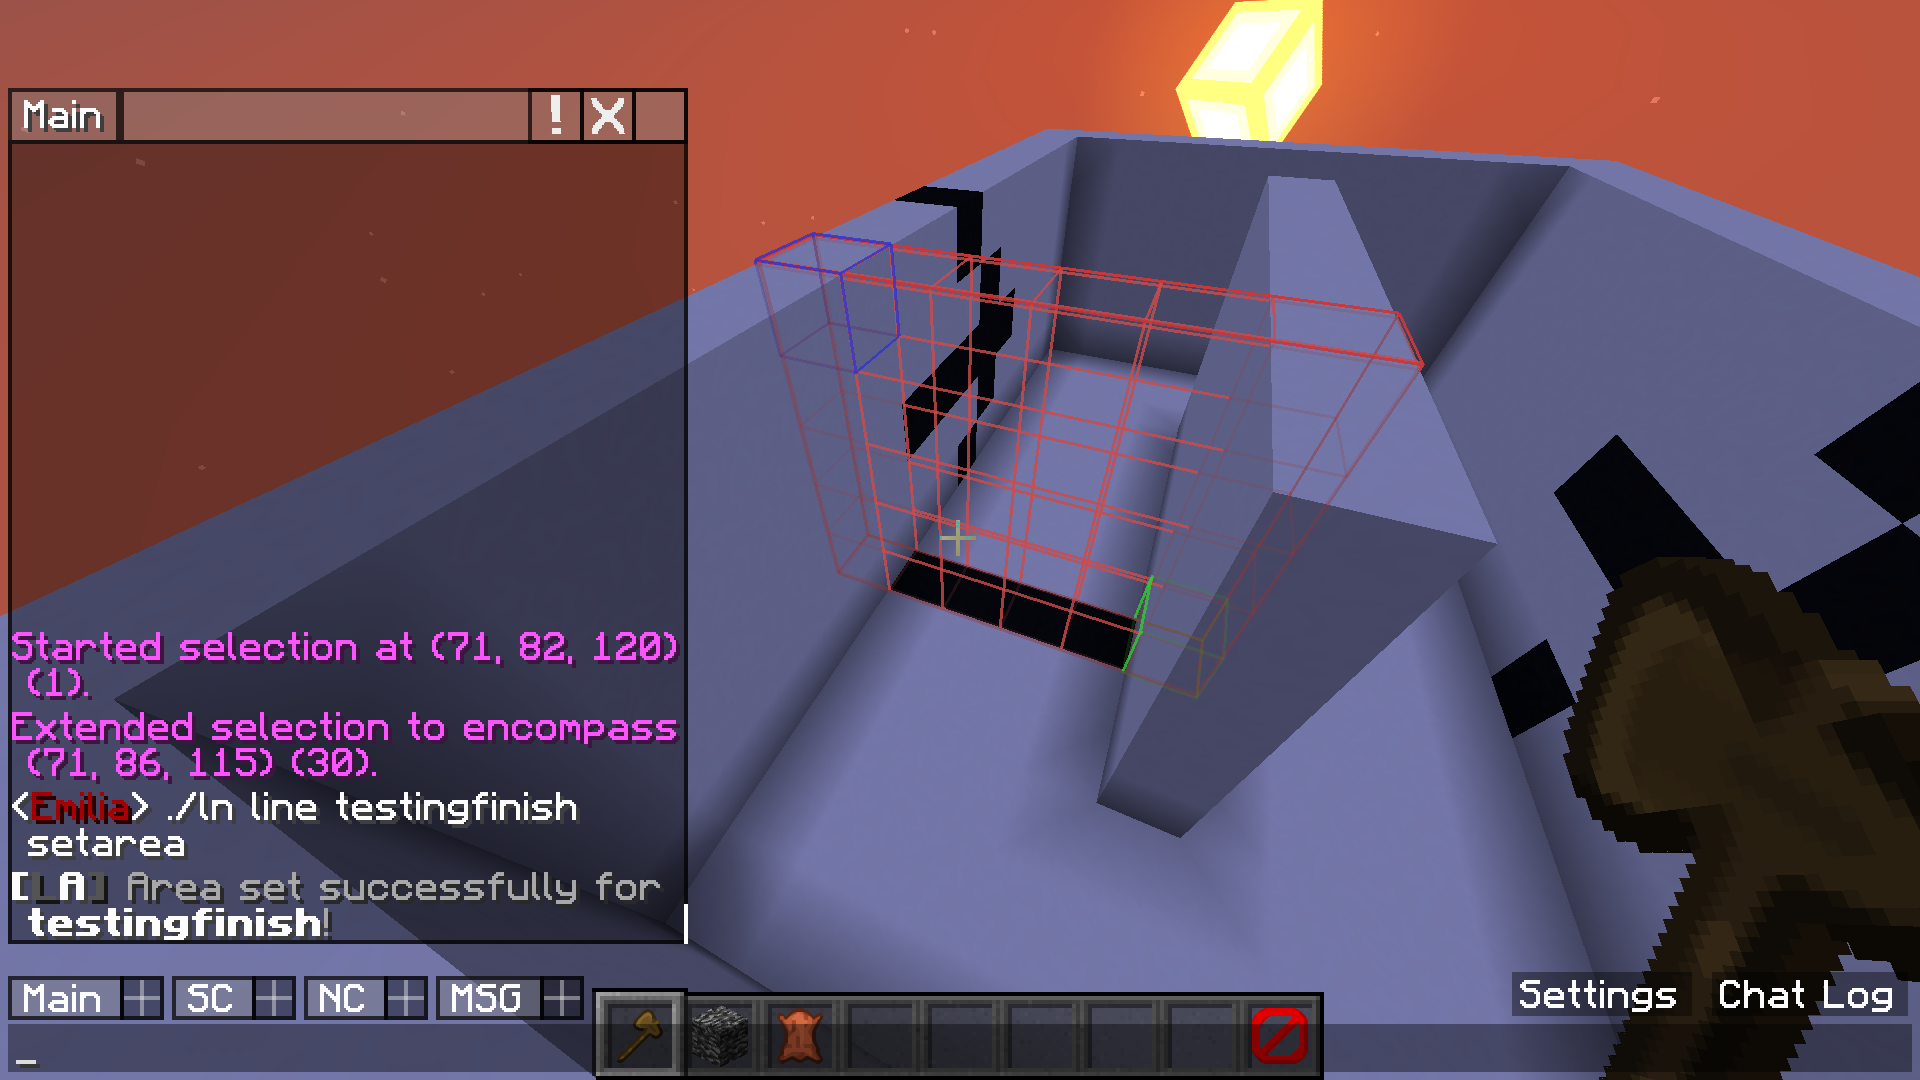 Main ! X
Started selection at (71, 82, 120)
(1).
Extended selection to encompass
(71, 86, 115) (30).
<Emilia> ./ln line testingfinish
setarea
[LA] Area set successfully for
testingfinish!
Main + SC + NC + MSG +
Settings Chat Log
_